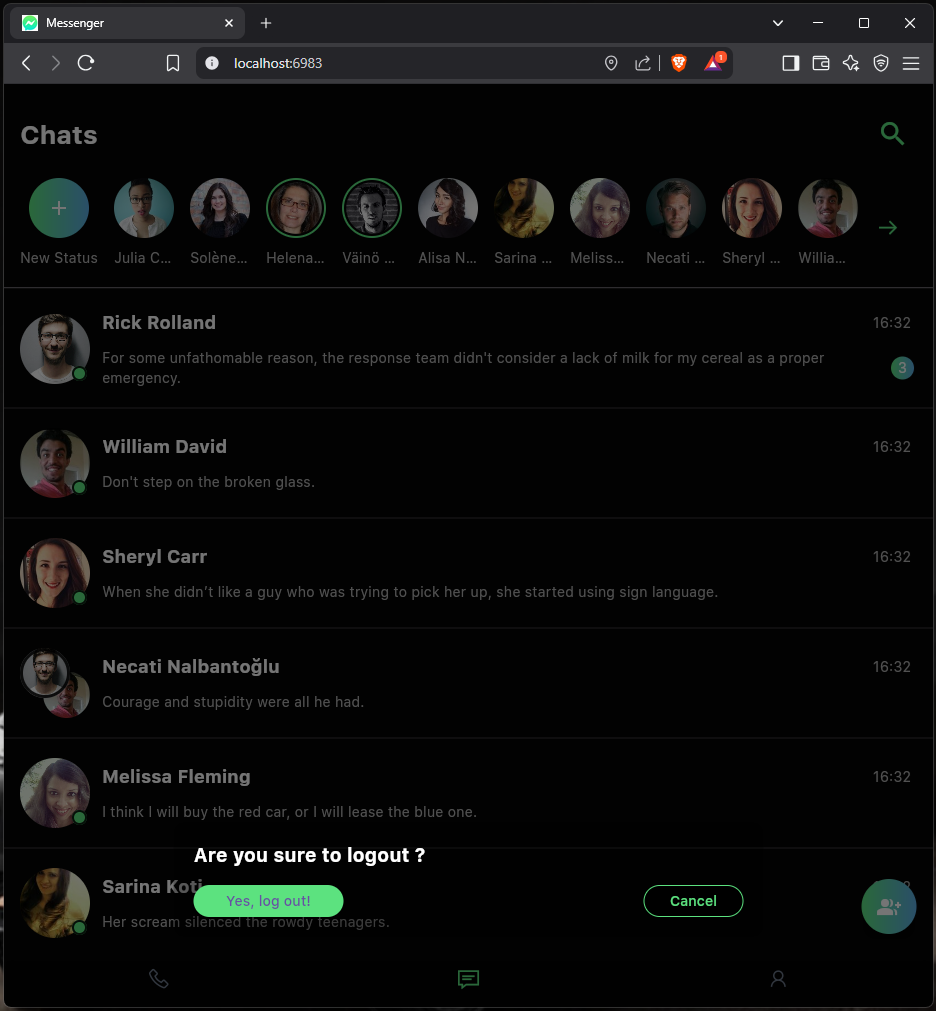 Messenger
localhost:6983
1
Chats
New Status
Julia C...
Solène...
Helena...
Väinö ...
Alisa N...
Sarina ...
Meliss...
Necati ...
Sheryl ...
Willia...
Rick Rolland
16:32
For some unfathomable reason, the response team didn't consider a lack of milk for my cereal as a proper
emergency.
3
William David
16:32
Don't step on the broken glass.
Sheryl Carr
16:32
When she didn’t like a guy who was trying to pick her up, she started using sign language.
Necati Nalbantoğlu
16:32
Courage and stupidity were all he had.
Melissa Fleming
16:32
I think I will buy the red car, or I will lease the blue one.
Are you sure to logout ?
Sarina Koti
Yes, log out!
Cancel
Her scream silenced the rowdy teenagers.